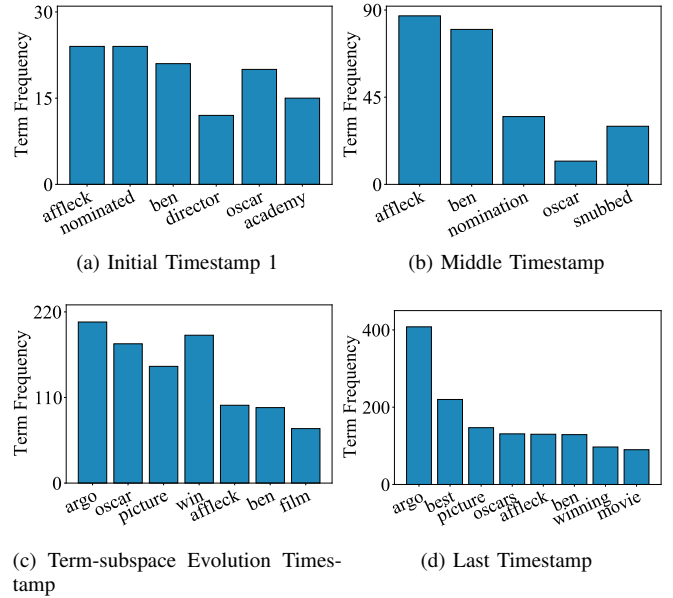 30
15
0
Term Frequency
affleck
nominated
ben
director
oscar
academy
(a) Initial Timestamp 1
90
45
0
Term Frequency
affleck
ben
nomination
oscar
snubbed
(b) Middle Timestamp
220
110
0
Term Frequency
argo
oscar
picture
win
affleck
ben
film
(c) Term-subspace Evolution Times-
tamp
400
200
0
Term Frequency
argo
best
picture
oscars
affleck
ben
winning
movie
(d) Last Timestamp